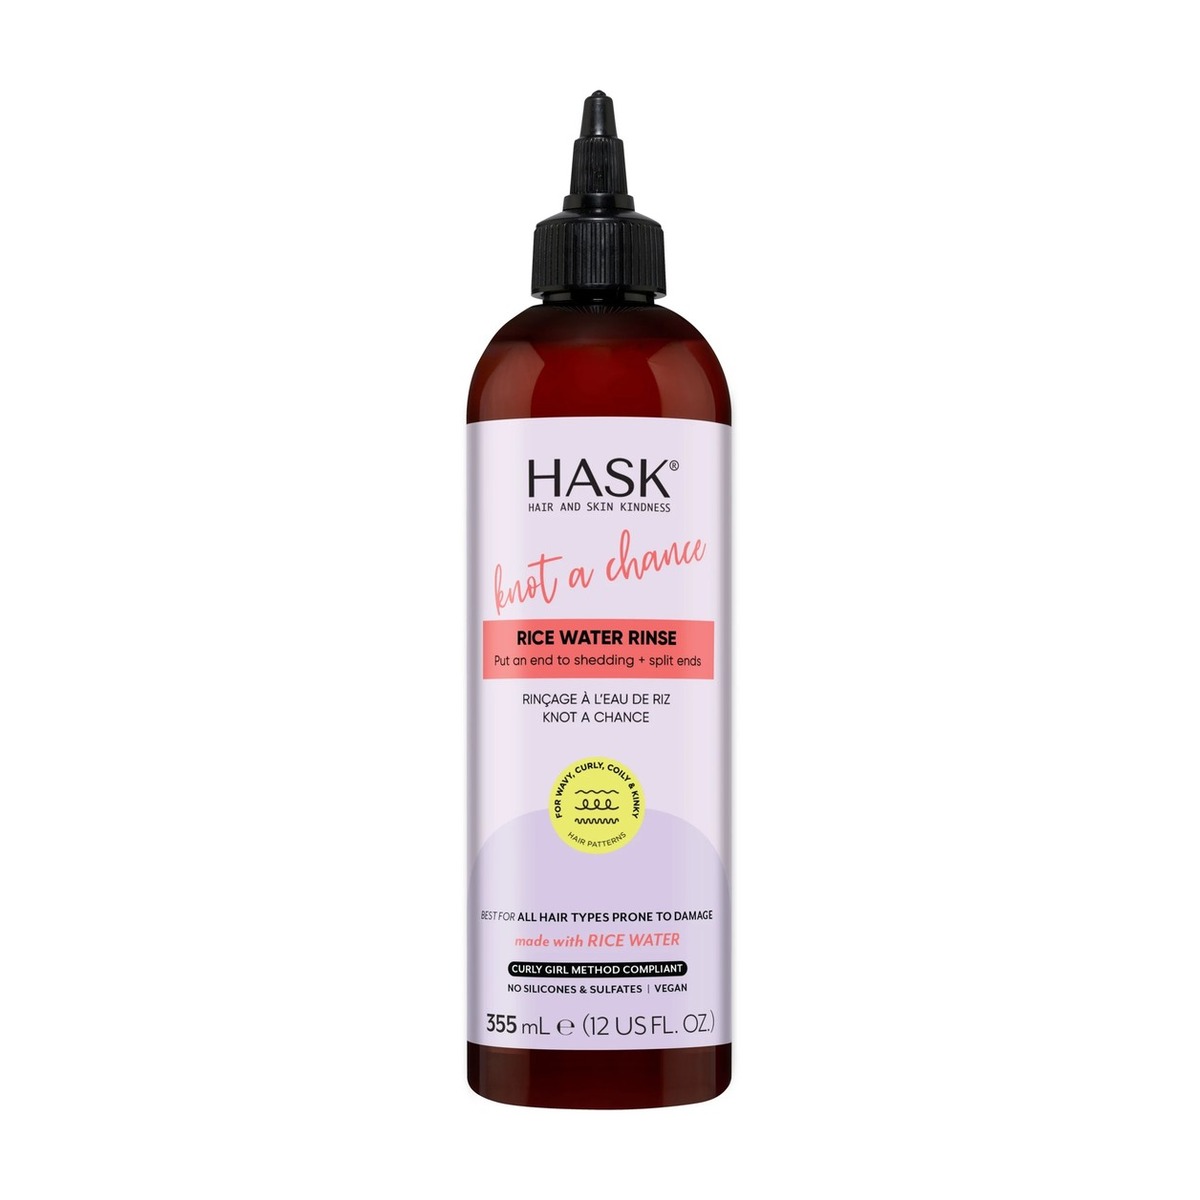 HASK®
HAIR AND SKIN KINDNESS
knot a chance
RICE WATER RINSE
Put an end to shedding + split ends
RINÇAGE À L'EAU DE RIZ
KNOT A CHANCE
FOR WAVY, CURLY, COILY & KINKY
HAIR PATTERNS
BEST FOR ALL HAIR TYPES PRONE TO DAMAGE
made with RICE WATER
CURLY GIRL METHOD COMPLIANT
NO SILICONES & SULFATES | VEGAN
355 mL ℮ (12 US FL. OZ.)